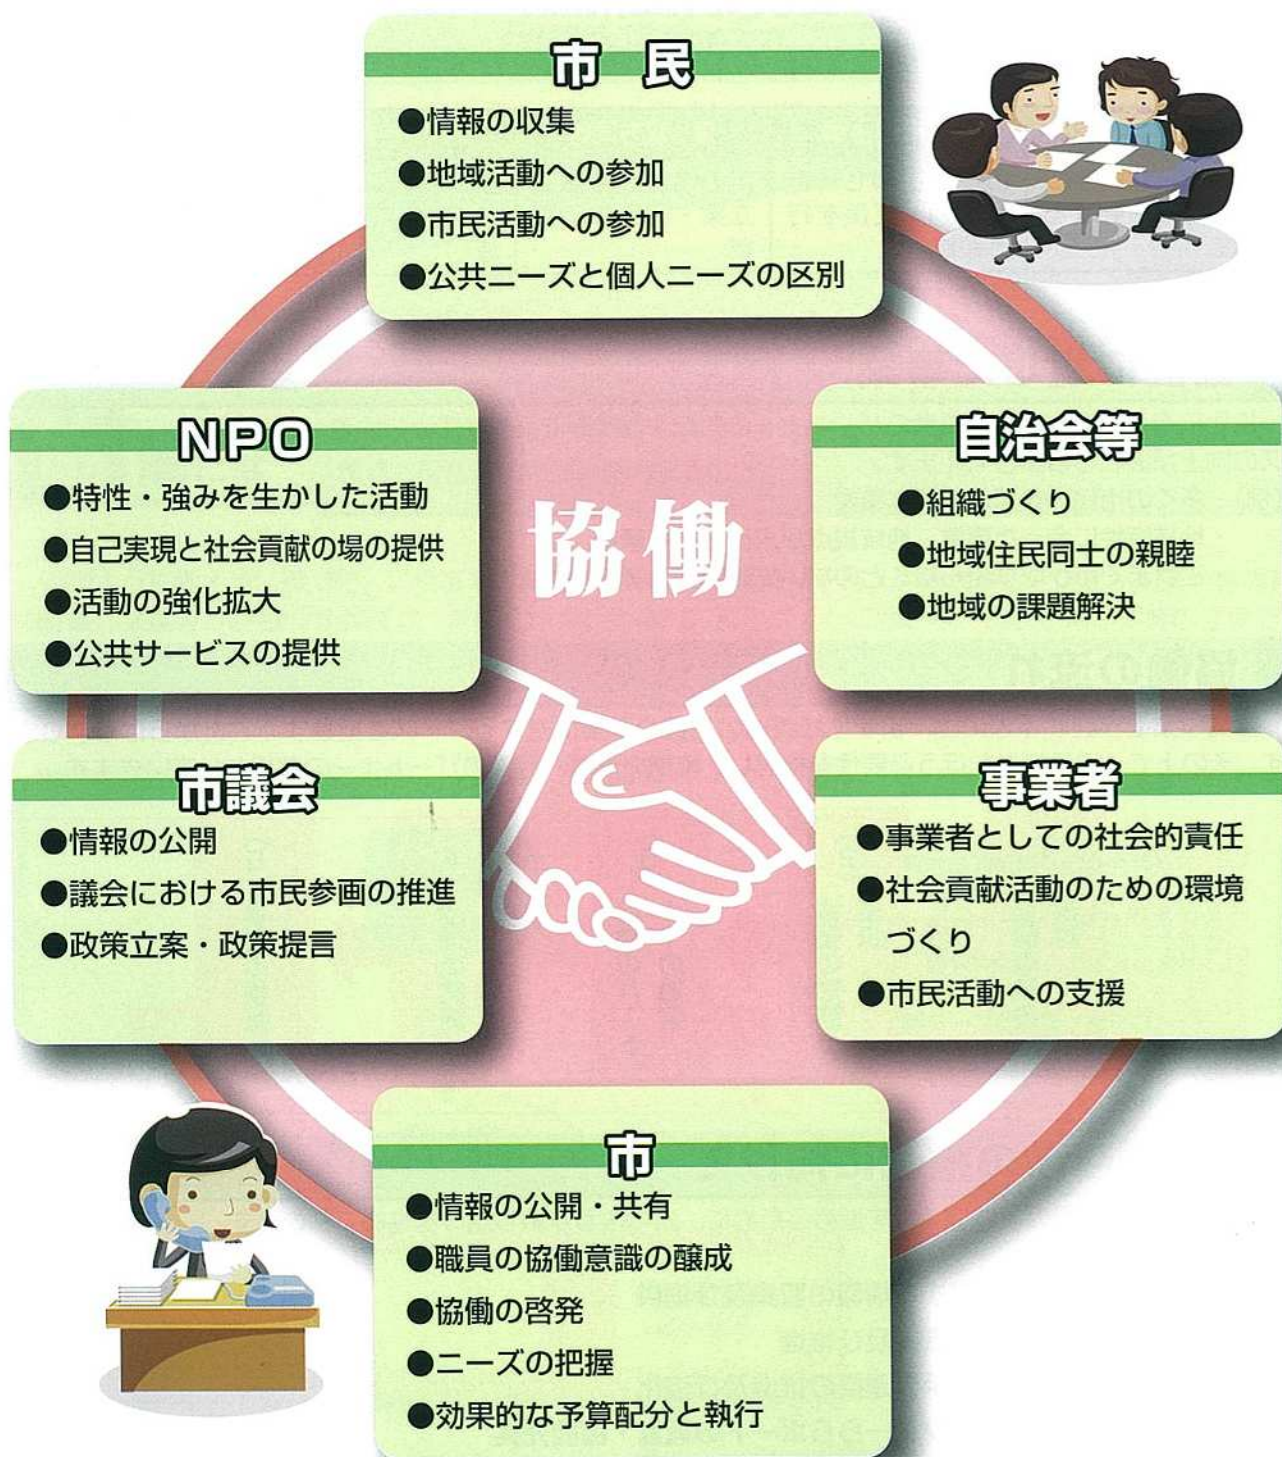 市 民
●情報の収集
●地域活動への参加
●市民活動への参加
●公共ニーズと個人ニーズの区別
NPO
●特性・強みを生かした活動
●自己実現と社会貢献の場の提供
●活動の強化拡大
●公共サービスの提供
協働
自治会等
●組織づくり
●地域住民同士の親睦
●地域の課題解決
市議会
●情報の公開
●議会における市民参画の推進
●政策立案・政策提言
事業者
●事業者としての社会的責任
●社会貢献活動のための環境
づくり
●市民活動への支援
市
●情報の公開・共有
●職員の協働意識の醸成
●協働の啓発
●ニーズの把握
●効果的な予算配分と執行